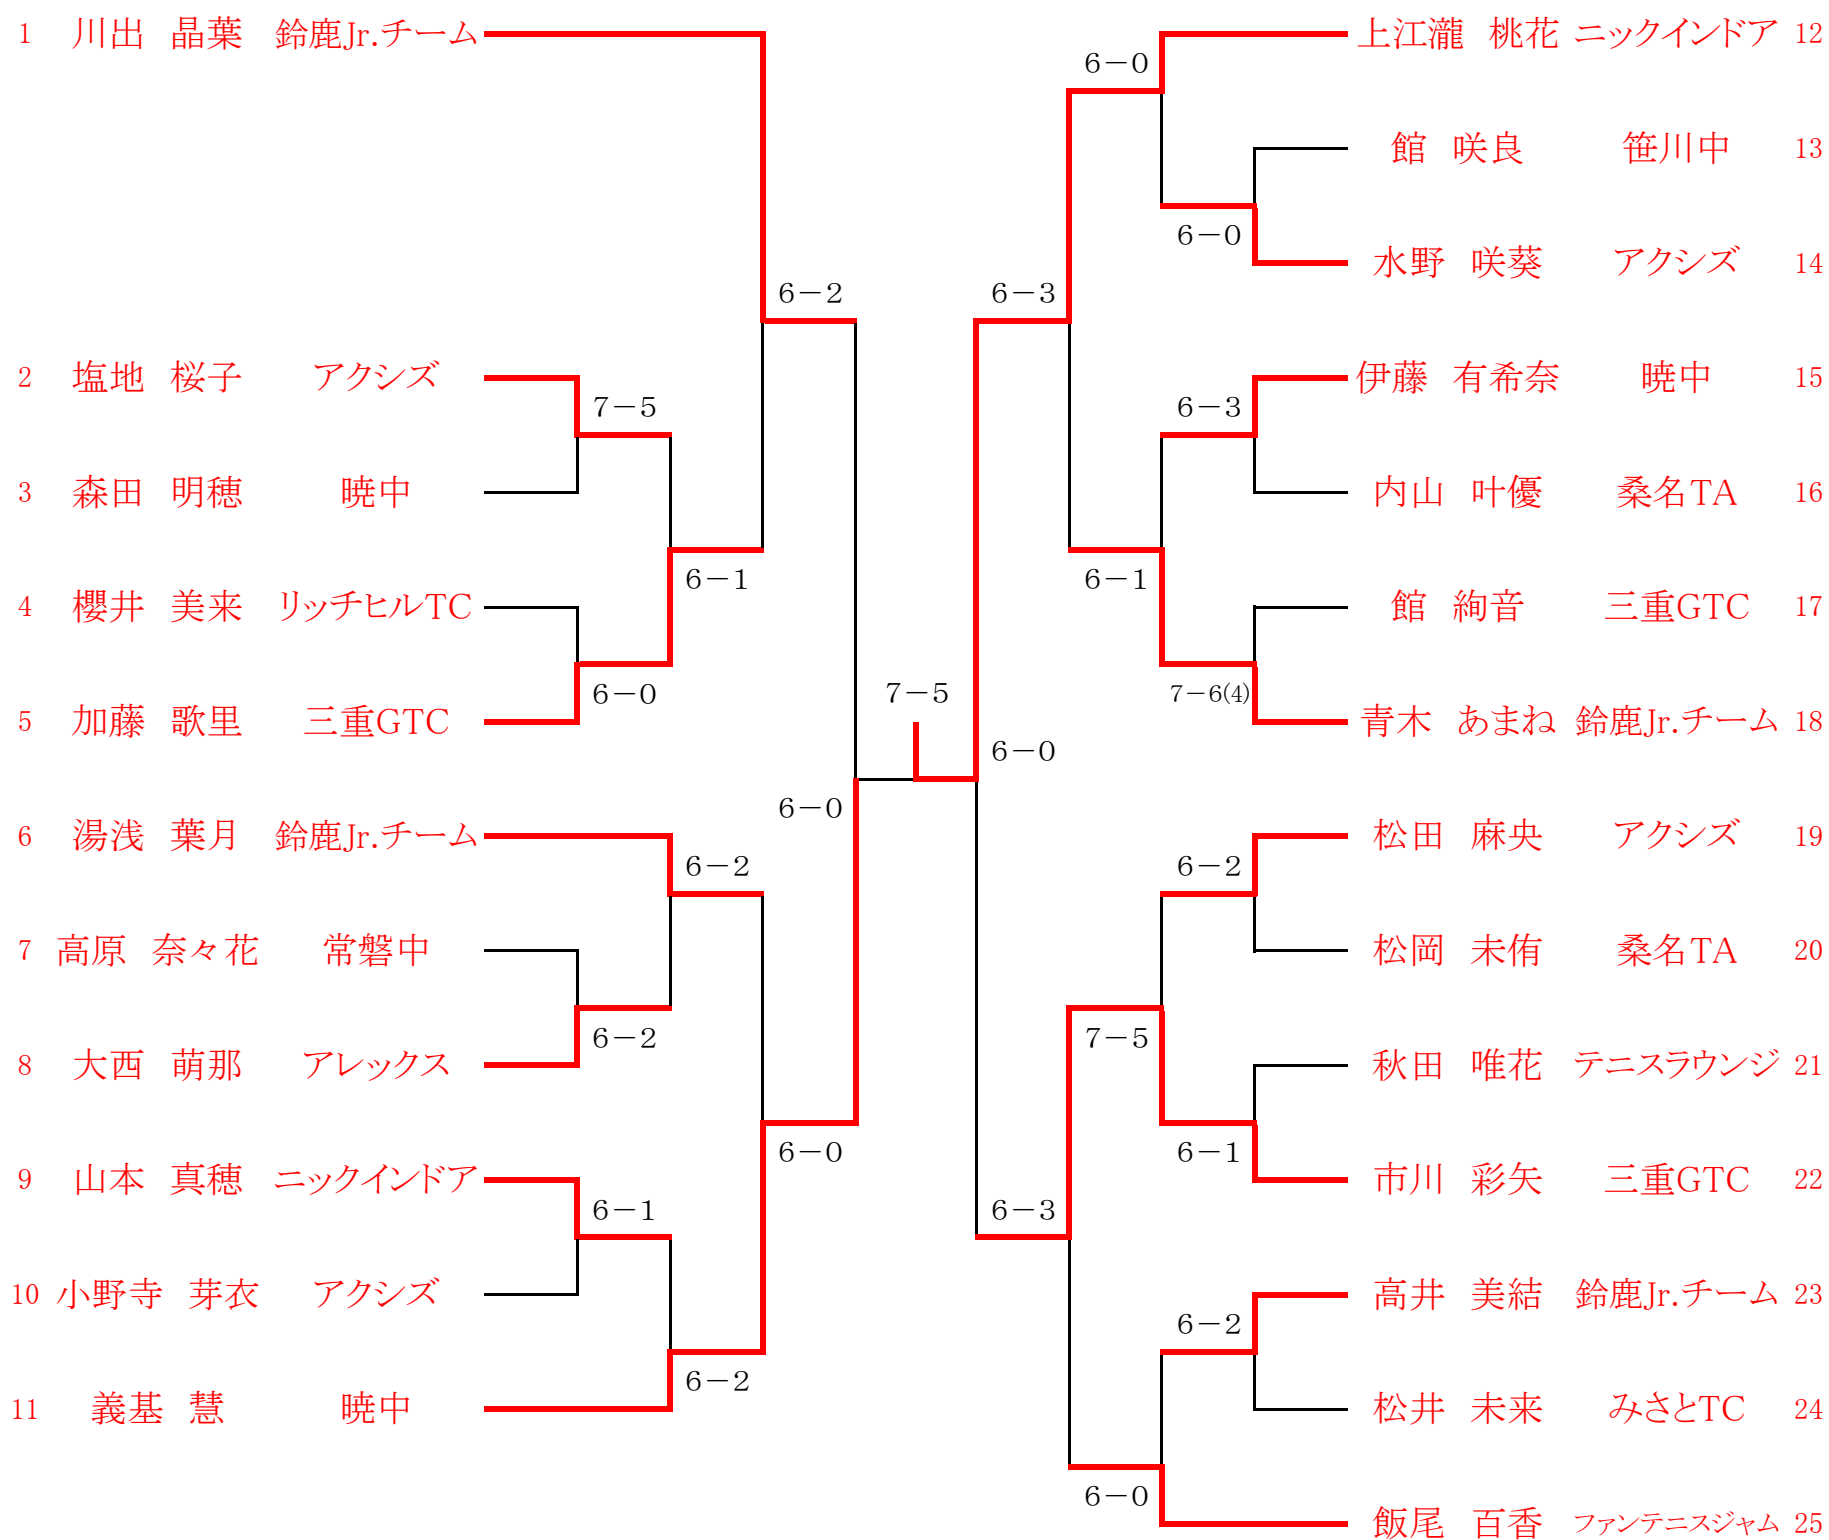 1 川出 晶葉 鈴鹿Jr.チーム
6－2
2 塩地 桜子 アクシズ
7－5
3 森田 明穂 暁中
6－1
4 櫻井 美来 リッチヒルTC
6－0
5 加藤 歌里 三重GTC
6－0
6 湯浅 葉月 鈴鹿Jr.チーム
6－2
7 高原 奈々花 常磐中
6－2
8 大西 萌那 アレックス
6－0
9 山本 真穂 ニックインドア
6－1
10 小野寺 芽衣 アクシズ
6－2
11 義基 慧 暁中
7－5
上江瀧 桃花 ニックインドア 12
6－0
館 咲良 笹川中 13
6－0
水野 咲葵 アクシズ 14
6－3
伊藤 有希奈 暁中 15
6－3
内山 叶優 桑名TA 16
6－1
館 絢音 三重GTC 17
7－6(4)
青木 あまね 鈴鹿Jr.チーム 18
6－0
松田 麻央 アクシズ 19
6－2
松岡 未侑 桑名TA 20
7－5
秋田 唯花 テニスラウンジ 21
6－1
市川 彩矢 三重GTC 22
6－3
高井 美結 鈴鹿Jr.チーム 23
6－2
松井 未来 みさとTC 24
6－0
飯尾 百香 ファンテニスジャム 25